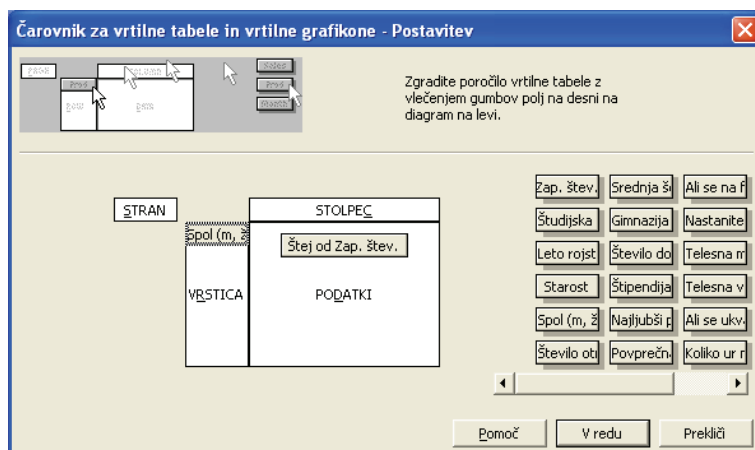 Čarovnik za vrtilne tabele in vrtilne grafikone - Postavitev
Zgradite poročilo vrtilne tabele z
vlečenjem gumbov polj na desni na
diagram na levi.
STRAN
STOLPEC
Spol (m, ž
Štej od Zap. štev.
VRSTICA
PODATKI
Zap. štev. Srednja š Ali se na f
Študijska Gimnazija Nastanite
Leto rojst Število do Telesna m
Starost Štipendija Telesna v
Spol (m, ž Najljubši p Ali se ukv
Število otr Povprečn Koliko ur n
Pomoč V redu Prekliči